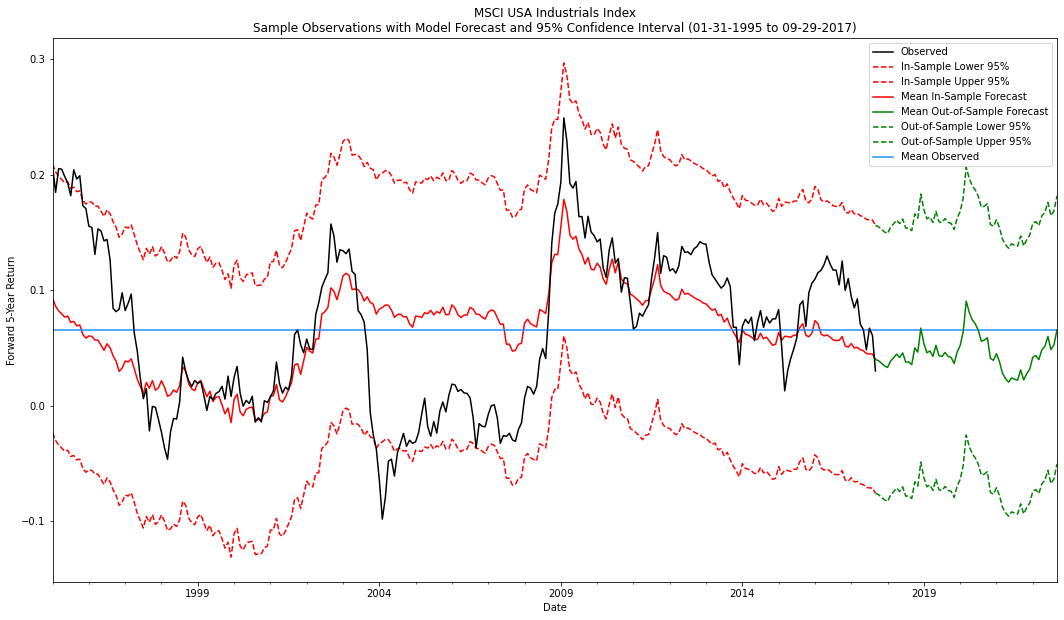 MSCI USA Industrials Index
Sample Observations with Model Forecast and 95% Confidence Interval (01-31-1995 to 09-29-2017)
Observed
In-Sample Lower 95%
In-Sample Upper 95%
Mean In-Sample Forecast
Mean Out-of-Sample Forecast
Out-of-Sample Lower 95%
Out-of-Sample Upper 95%
Mean Observed
Forward 5-Year Return
0.3
0.2
0.1
0.0
−0.1
1999
2004
2009
2014
2019
Date